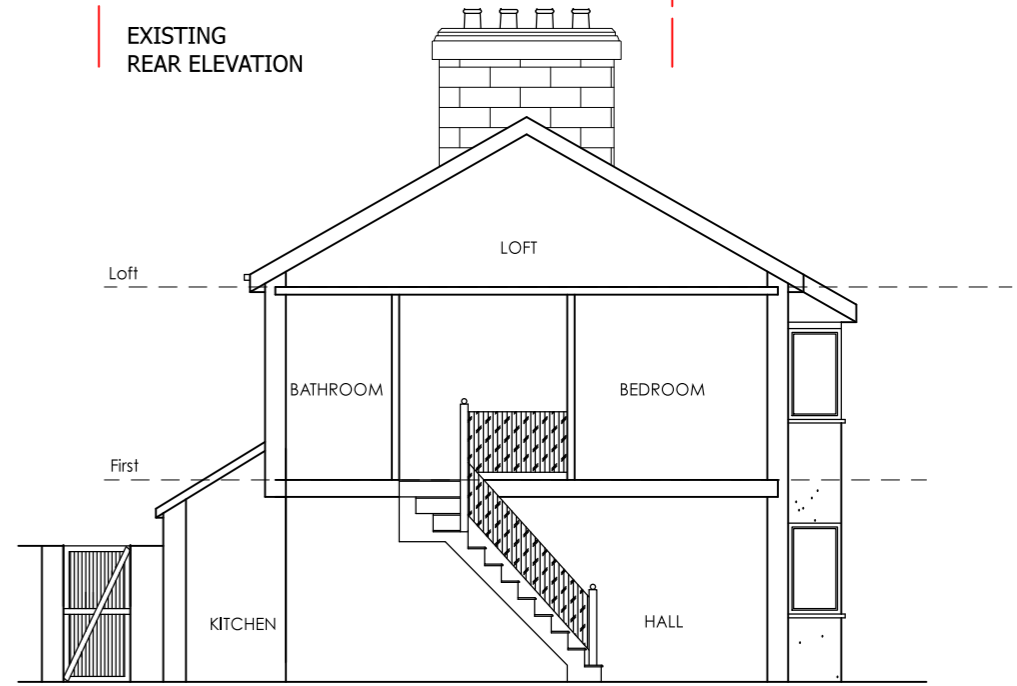 EXISTING
REAR ELEVATION
LOFT
Loft
BATHROOM
BEDROOM
First
KITCHEN
HALL